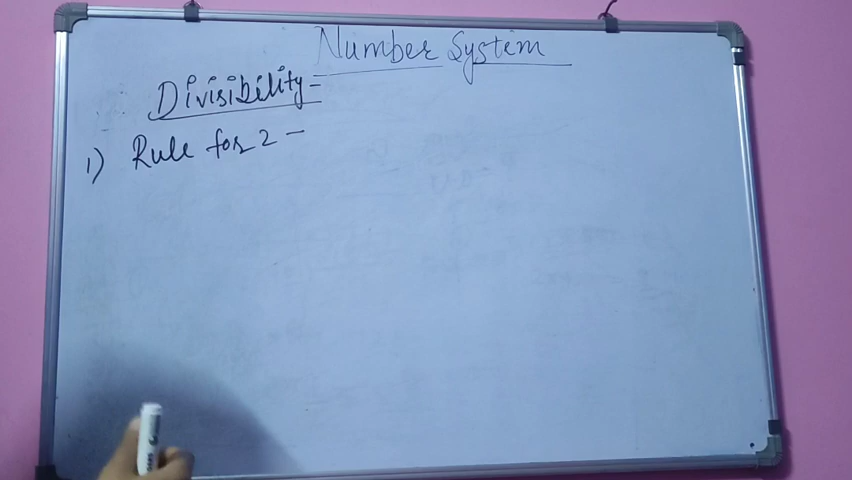 Number System
Divisibility-
1) Rule for 2 -